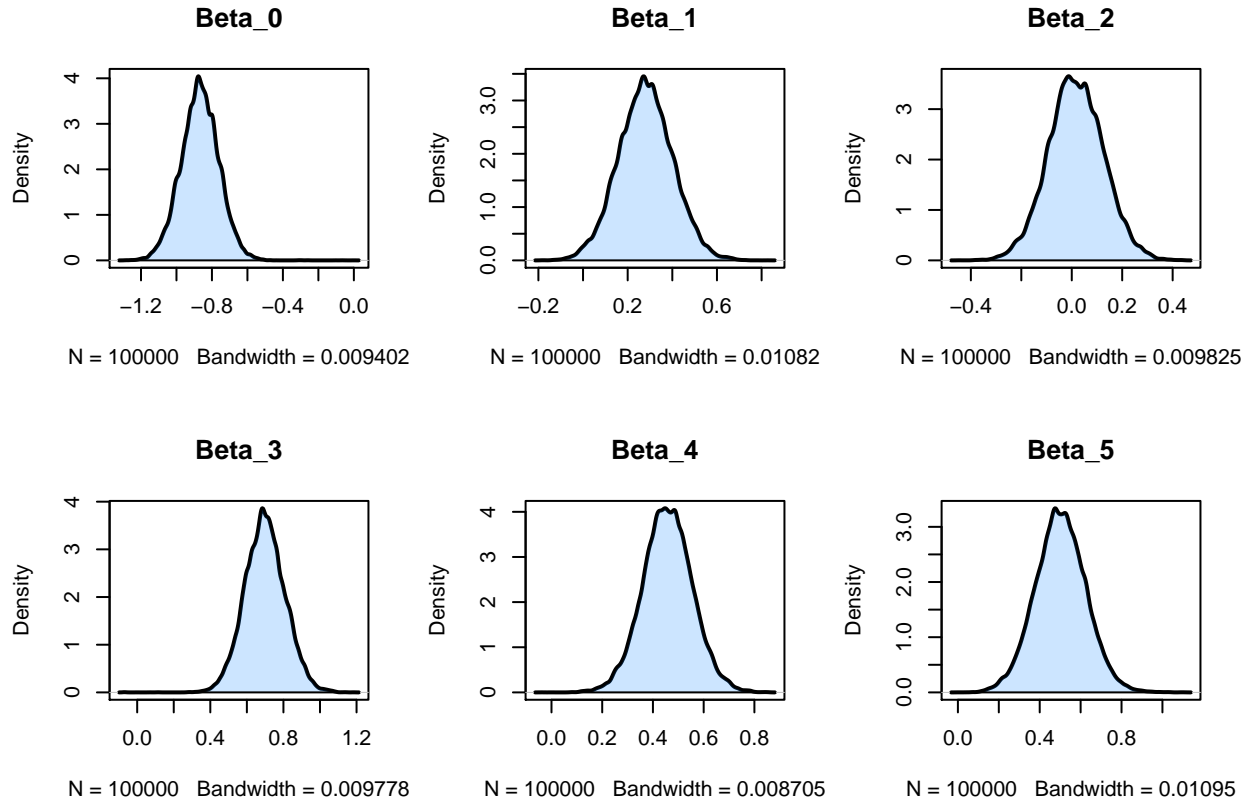 Beta_0
Density
0
1
2
3
4
−1.2
−0.8
−0.4
0.0
N = 100000 Bandwidth = 0.009402
Beta_1
Density
0.0
1.0
2.0
3.0
−0.2
0.2
0.6
N = 100000 Bandwidth = 0.01082
Beta_2
Density
0
1
2
3
−0.4
0.0
0.2
0.4
N = 100000 Bandwidth = 0.009825
Beta_3
Density
0
1
2
3
4
0.0
0.4
0.8
1.2
N = 100000 Bandwidth = 0.009778
Beta_4
Density
0
1
2
3
4
0.0
0.2
0.4
0.6
0.8
N = 100000 Bandwidth = 0.008705
Beta_5
Density
0.0
1.0
2.0
3.0
0.0
0.4
0.8
N = 100000 Bandwidth = 0.01095